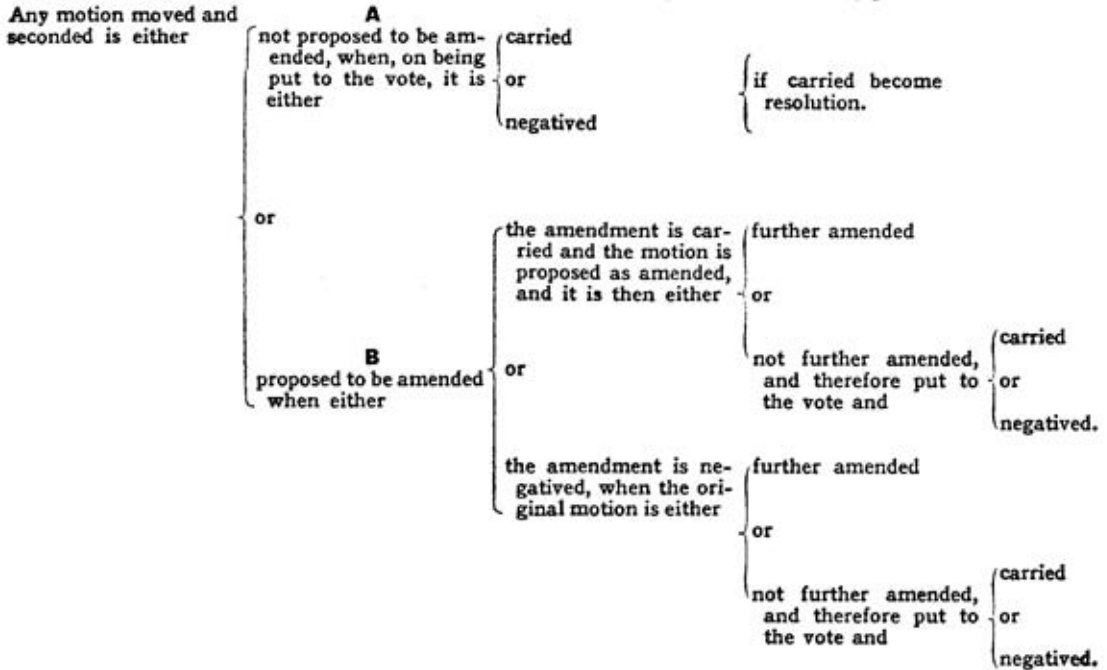 Any motion moved and
seconded is either
A
not proposed to be am-
ended, when, on being
put to the vote, it is
either
carried
or
negatived
if carried become
resolution.
or
B
proposed to be amended
when either
the amendment is car-
ried and the motion is
proposed as amended,
and it is then either
further amended
or
not further amended,
and therefore put to
the vote and
carried
or
negatived.
or
the amendment is ne-
gatived, when the ori-
ginal motion is either
further amended
or
not further amended,
and therefore put to
the vote and
carried
or
negatived.